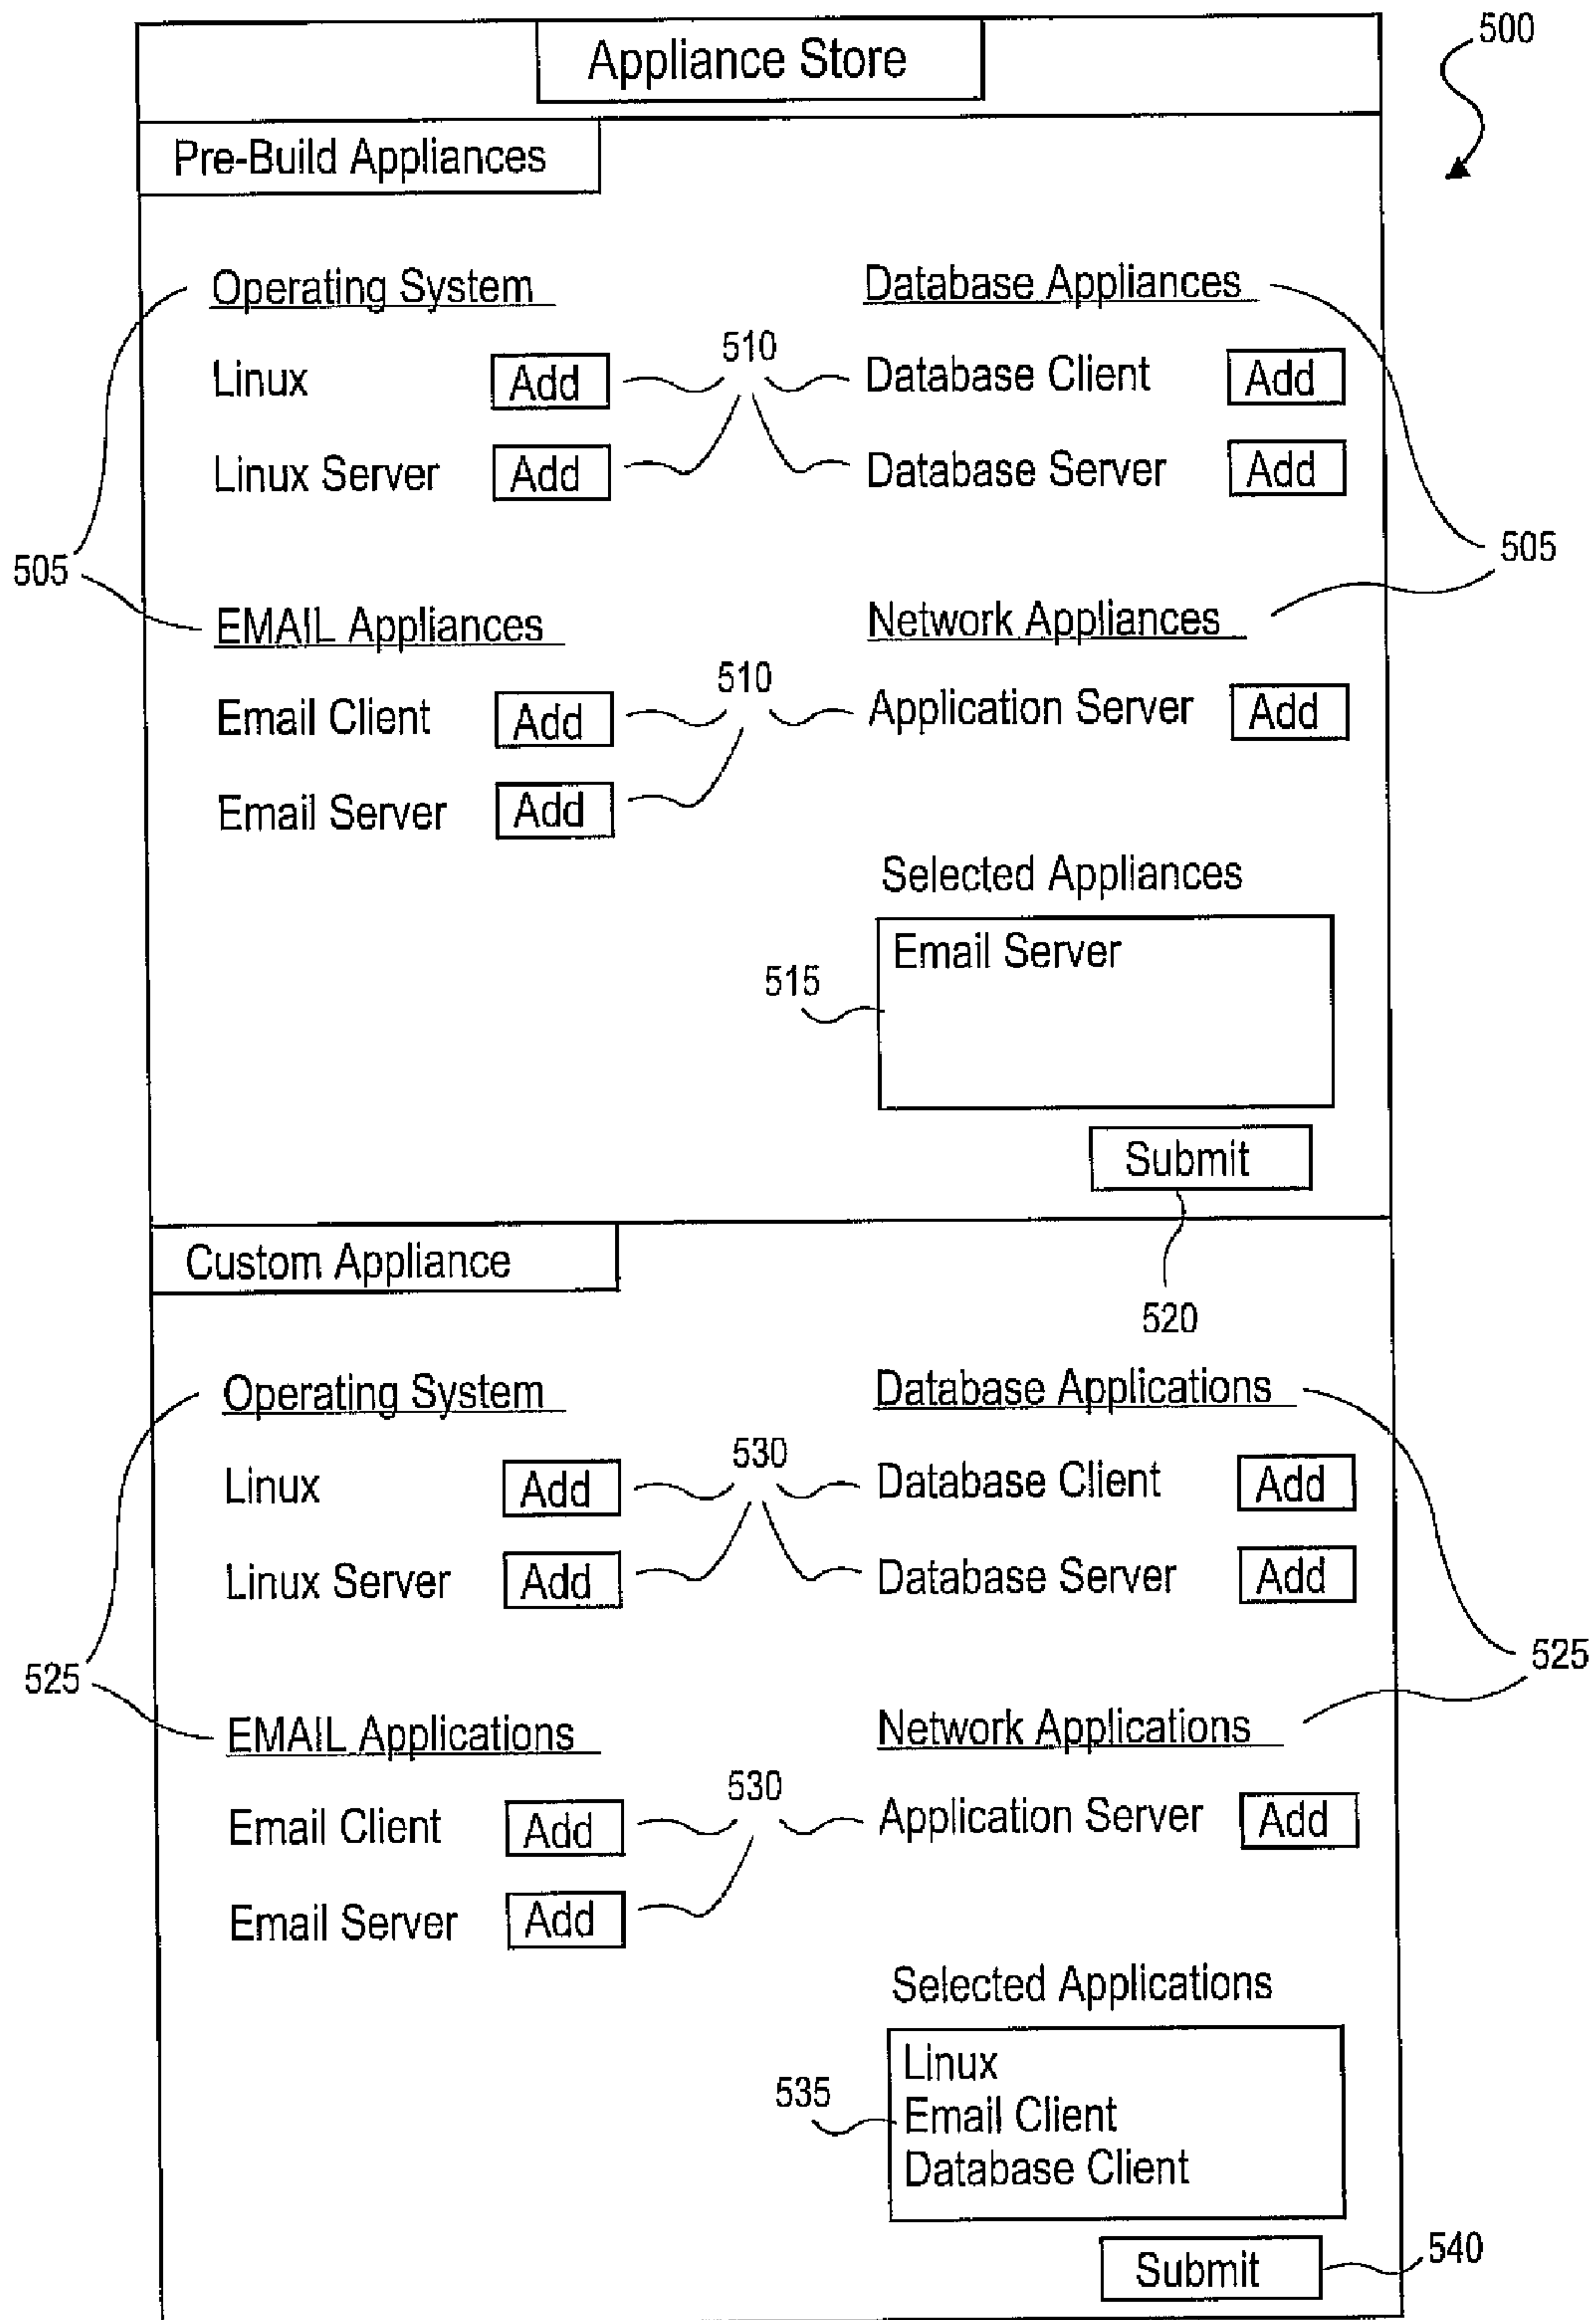 500
Appliance Store
Pre-Build Appliances
Operating System
Database Appliances
510
Linux Add
Database Client Add
Linux Server Add
Database Server Add
505
505
EMAIL Appliances
Network Appliances
510
Email Client Add
Application Server Add
Email Server Add
Selected Appliances
Email Server
515
Submit
520
Custom Appliance
Operating System
Database Applications
530
Linux Add
Database Client Add
Linux Server Add
Database Server Add
525
525
EMAIL Applications
Network Applications
530
Email Client Add
Application Server Add
Email Server Add
Selected Applications
Linux
535
Email Client
Database Client
Submit
540